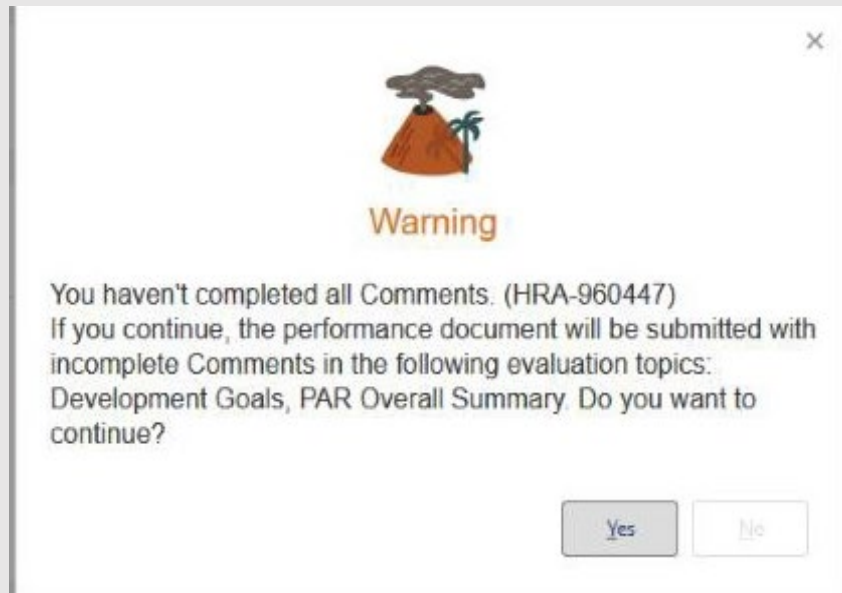 Warning
You haven't completed all Comments. (HRA-960447)
If you continue, the performance document will be submitted with
incomplete Comments in the following evaluation topics:
Development Goals, PAR Overall Summary. Do you want to
continue?
Yes
No